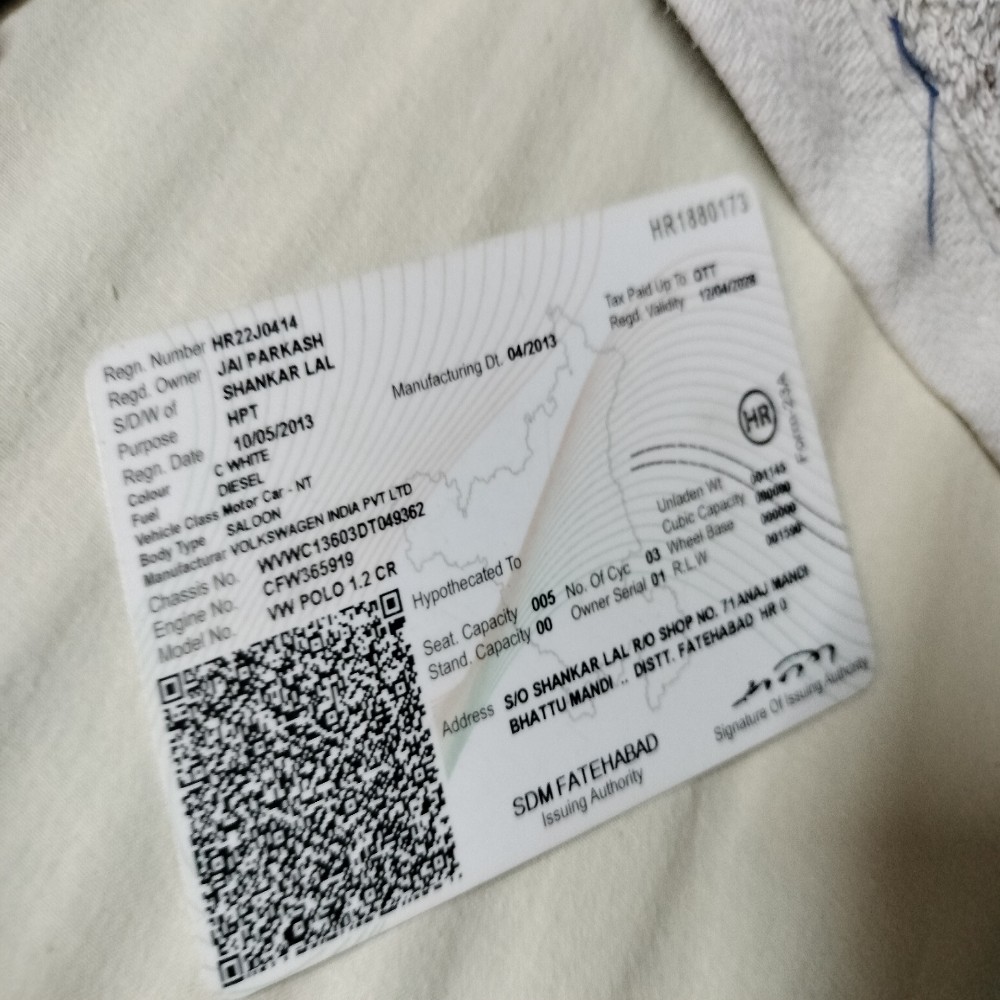 HR1880173
Regn. Number HR22J0414
Regd. Owner JAI PARKASH
S/D/W of SHANKAR LAL
Purpose HPT
Regn. Date 10/05/2013
Colour C WHITE
Fuel DIESEL
Vehicle Class Motor Car - NT
Body Type SALOON
Manufacturar VOLKSWAGEN INDIA PVT LTD
Chassis No. WVWC13603DT049362
Engine No. CFW365919
Model No. VW POLO 1.2 CR
Manufacturing Dt. 04/2013
Tax Paid Up To OTT
Regd. Validity 12/04/2028
HR
Form-23A
Unladen Wt
Cubic Capacity
Wheel Base 000000
R.L.W
Hypothecated To
Seat. Capacity 005 No. Of Cyc 03
Stand. Capacity 00 Owner Serial 01
Address S/O SHANKAR LAL R/O SHOP NO. 71ANAJ MANDI
BHATTU MANDI .. DISTT. FATEHABAD HR 0
SDM FATEHABAD
Issuing Authority
Signature Of Issuing Authority